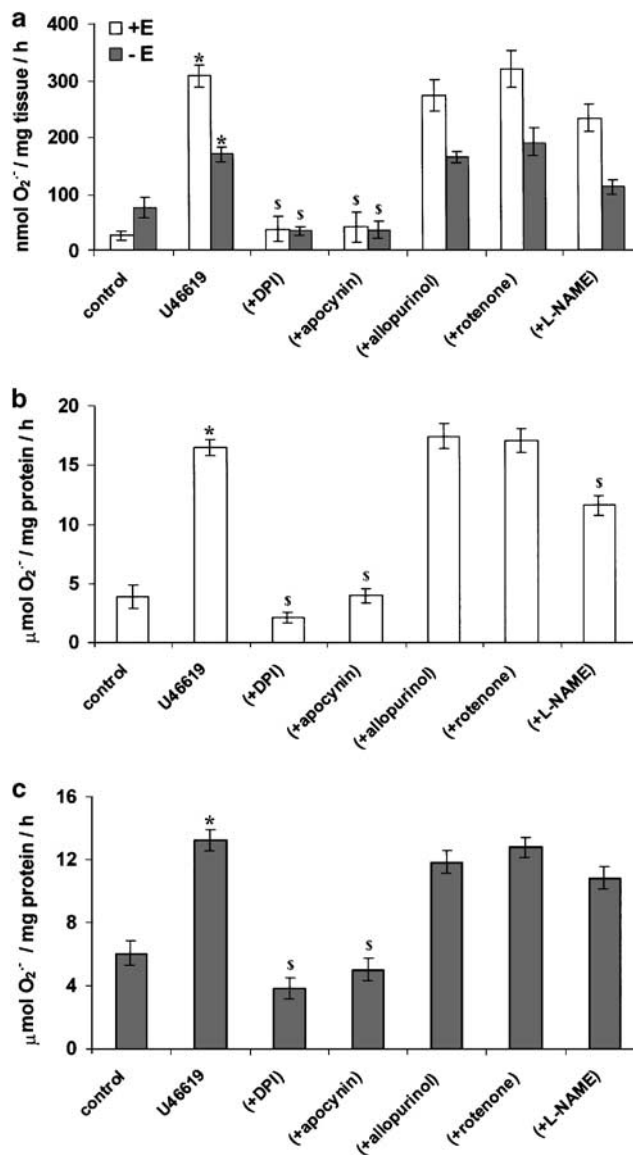 a
+E
- E
nmol O₂·⁻ / mg tissue / h
400
300
200
100
0
*
*
$ $
$ $
control
U46619
(+DPI)
(+apocynin)
(+allopurinol)
(+rotenone)
(+L-NAME)
b
μmol O₂·⁻ / mg protein / h
20
15
10
5
0
*
$
$
$
control
U46619
(+DPI)
(+apocynin)
(+allopurinol)
(+rotenone)
(+L-NAME)
c
μmol O₂·⁻ / mg protein / h
16
12
8
4
0
*
$
$
control
U46619
(+DPI)
(+apocynin)
(+allopurinol)
(+rotenone)
(+L-NAME)